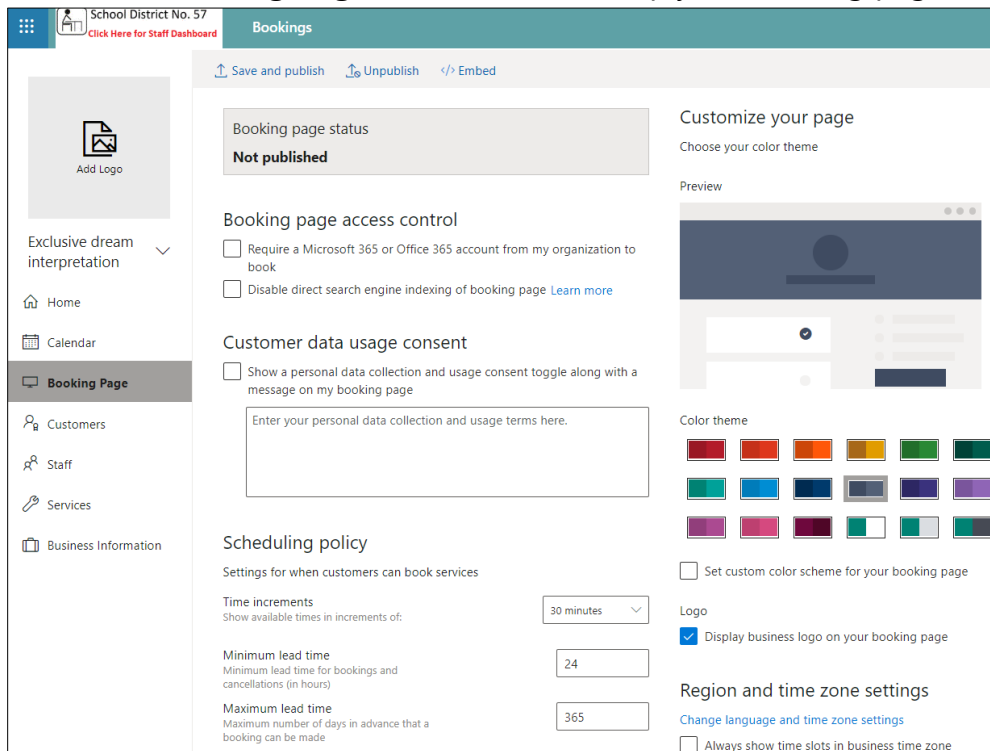 School District No. 57
Click Here for Staff Dashboard
Bookings
Save and publish
Unpublish
</> Embed
Add Logo
Exclusive dream
interpretation
Home
Calendar
Booking Page
Customers
Staff
Services
Business Information
Booking page status
Not published
Booking page access control
Require a Microsoft 365 or Office 365 account from my organization to
book
Disable direct search engine indexing of booking page Learn more
Customer data usage consent
Show a personal data collection and usage consent toggle along with a
message on my booking page
Enter your personal data collection and usage terms here.
Scheduling policy
Settings for when customers can book services
Time increments
Show available times in increments of:
30 minutes
Minimum lead time
Minimum lead time for bookings and
cancellations (in hours)
24
Maximum lead time
Maximum number of days in advance that a
booking can be made
365
Customize your page
Choose your color theme
Preview
Color theme
Set custom color scheme for your booking page
Logo
Display business logo on your booking page
Region and time zone settings
Change language and time zone settings
Always show time slots in business time zone